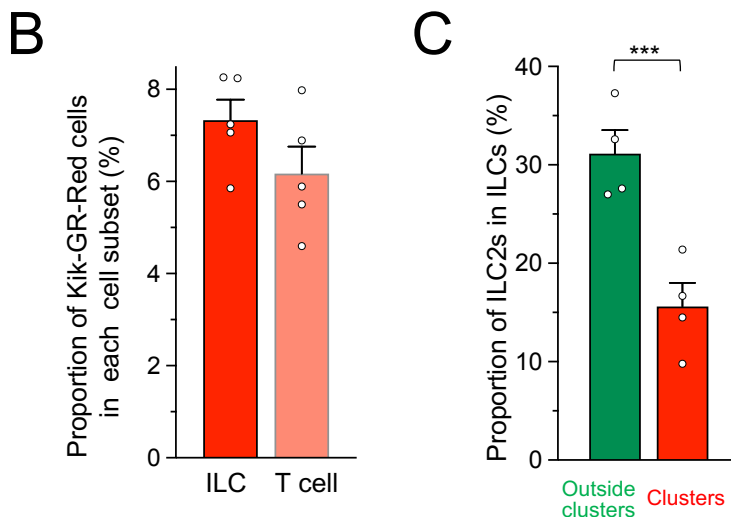 B
Proportion of Kik-GR-Red cells
in each cell subset (%)
8
6
4
2
0
ILC
T cell
C
Proportion of ILC2s in ILCs (%)
***
40
30
20
10
0
Outside
clusters
Clusters